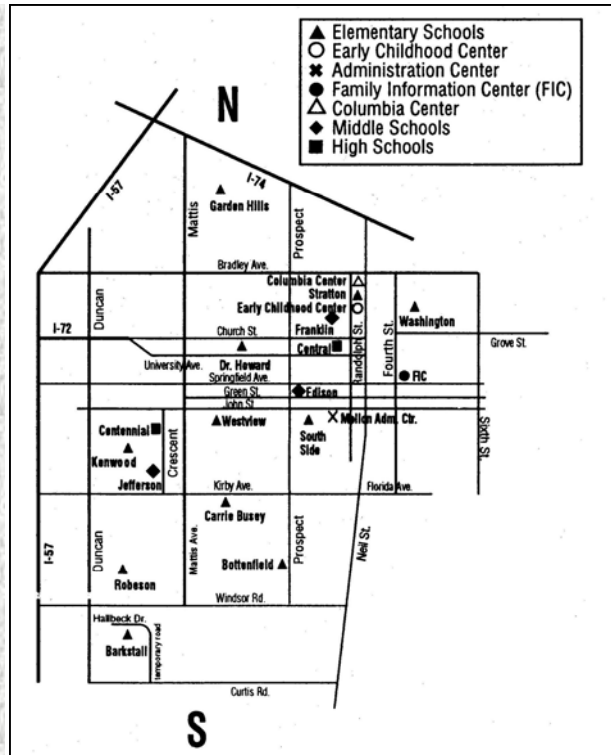 Elementary Schools
Early Childhood Center
Administration Center
Family Information Center (FIC)
Columbia Center
Middle Schools
High Schools
N
I-57
I-74
Mattis
Garden Hills
Prospect
Bradley Ave.
Duncan
Columbia Center
Stratton
Early Childhood Center
Washington
I-72
Church St.
Franklin
Randolph St.
Fourth St.
Grove St.
University Ave.
Dr. Howard
Central
Springfield Ave.
FIC
Green St.
Edison
John St.
Centennial
Westview
South
Side
Mellon Adm. Ctr.
Sixth St.
Kenwood
Crescent
Jefferson
Kirby Ave.
Florida Ave.
Carrie Busey
I-57
Duncan
Mattis Ave.
Prospect
Neil St.
Robeson
Bottenfield
Windsor Rd.
Hallbeck Dr.
Barkstall
temporary road
Curtis Rd.
S